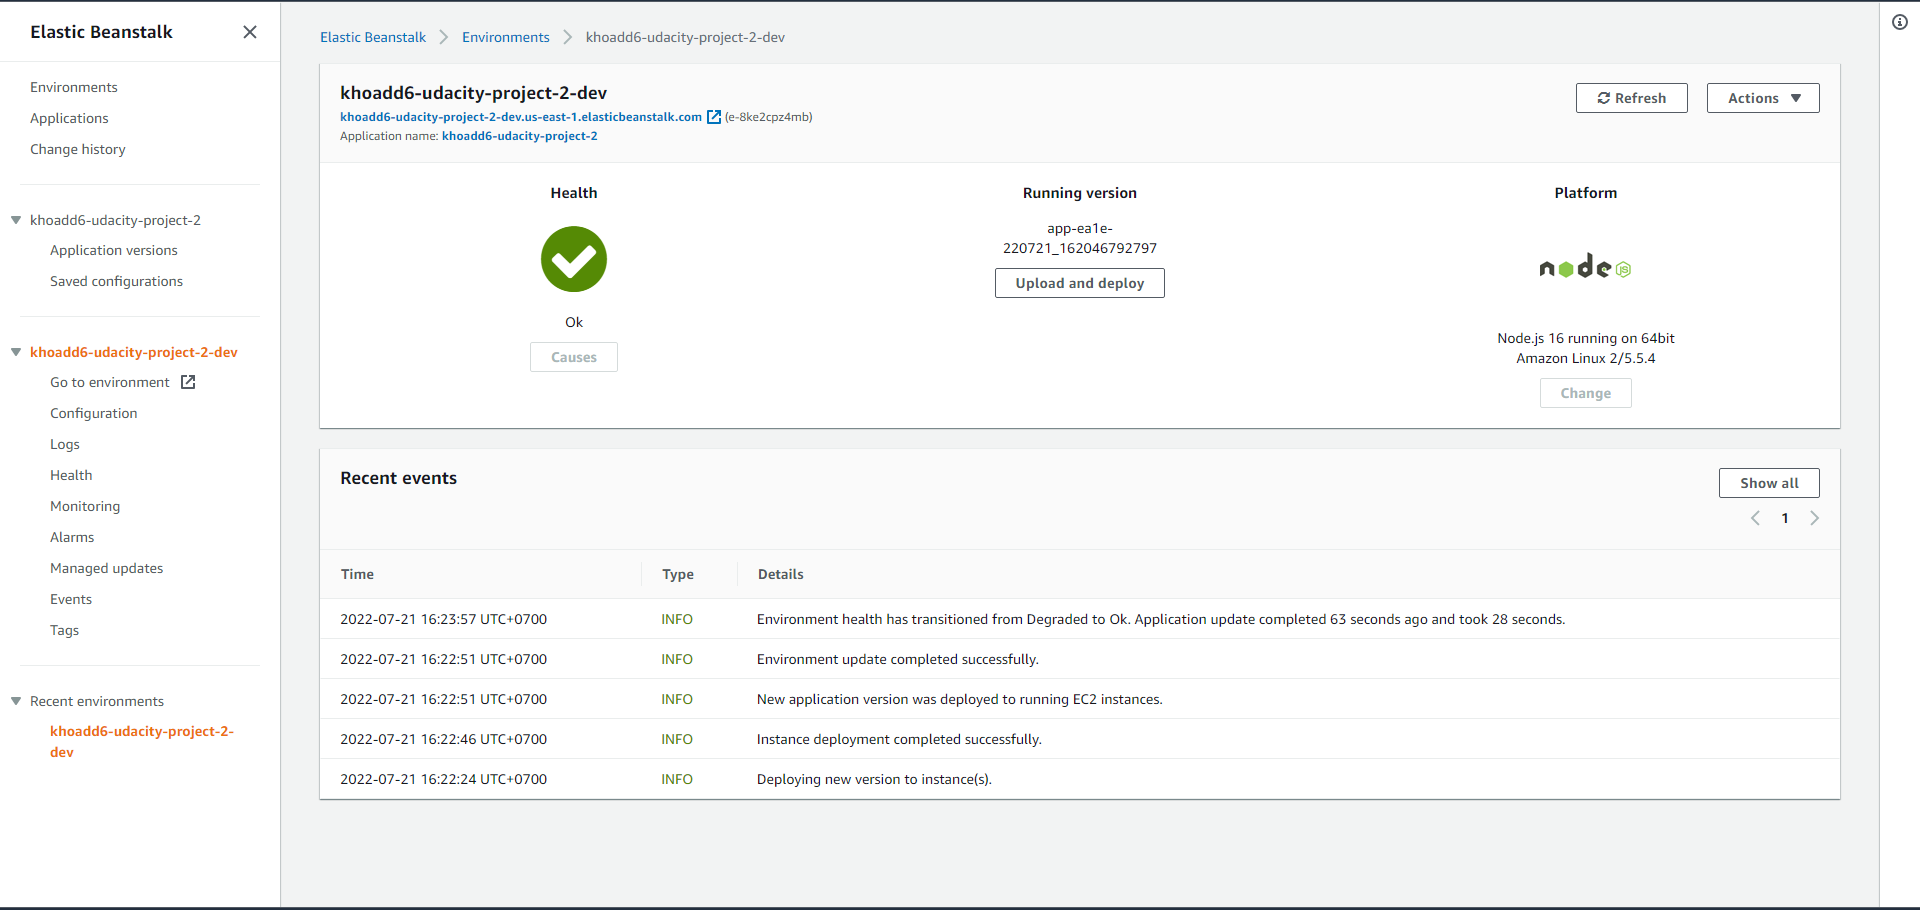 Elastic Beanstalk
Environments
Applications
Change history
khoadd6-udacity-project-2
Application versions
Saved configurations
khoadd6-udacity-project-2-dev
Go to environment
Configuration
Logs
Health
Monitoring
Alarms
Managed updates
Events
Tags
Recent environments
khoadd6-udacity-project-2-
dev
Elastic Beanstalk Environments khoadd6-udacity-project-2-dev
khoadd6-udacity-project-2-dev
khoadd6-udacity-project-2-dev.us-east-1.elasticbeanstalk.com (e-8ke2cpz4mb)
Application name: khoadd6-udacity-project-2
Refresh
Actions
Health
Ok
Causes
Running version
app-ea1e-
220721_162046792797
Upload and deploy
Platform
node JS
Node.js 16 running on 64bit
Amazon Linux 2/5.5.4
Change
Recent events
Show all
1
Time Type Details
2022-07-21 16:23:57 UTC+0700 INFO Environment health has transitioned from Degraded to Ok. Application update completed 63 seconds ago and took 28 seconds.
2022-07-21 16:22:51 UTC+0700 INFO Environment update completed successfully.
2022-07-21 16:22:51 UTC+0700 INFO New application version was deployed to running EC2 instances.
2022-07-21 16:22:46 UTC+0700 INFO Instance deployment completed successfully.
2022-07-21 16:22:24 UTC+0700 INFO Deploying new version to instance(s).